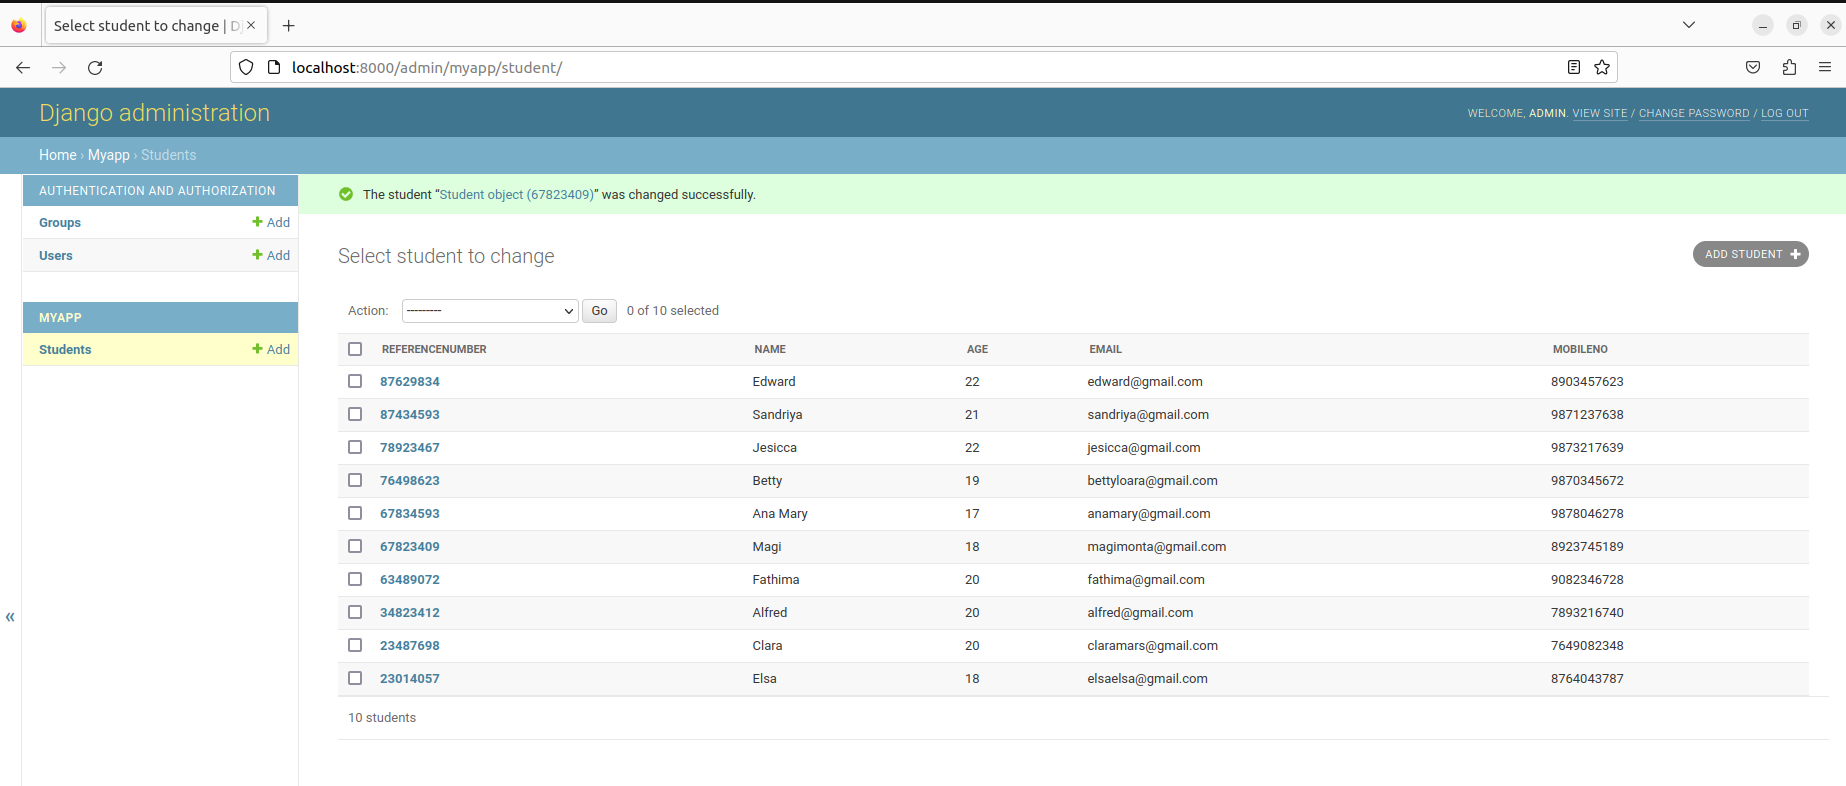 Select student to change | D
localhost:8000/admin/myapp/student/
Django administration
WELCOME, ADMIN. VIEW SITE / CHANGE PASSWORD / LOG OUT
Home › Myapp › Students
AUTHENTICATION AND AUTHORIZATION
Groups Add
Users Add
MYAPP
Students Add
The student “Student object (67823409)” was changed successfully.
Select student to change
ADD STUDENT
Action: --------- Go 0 of 10 selected
REFERENCENUMBER NAME AGE EMAIL MOBILENO
87629834 Edward 22 edward@gmail.com 8903457623
87434593 Sandriya 21 sandriya@gmail.com 9871237638
78923467 Jesicca 22 jesicca@gmail.com 9873217639
76498623 Betty 19 bettyloara@gmail.com 9870345672
67834593 Ana Mary 17 anamary@gmail.com 9878046278
67823409 Magi 18 magimonta@gmail.com 8923745189
63489072 Fathima 20 fathima@gmail.com 9082346728
34823412 Alfred 20 alfred@gmail.com 7893216740
23487698 Clara 20 claramars@gmail.com 7649082348
23014057 Elsa 18 elsaelsa@gmail.com 8764043787
10 students